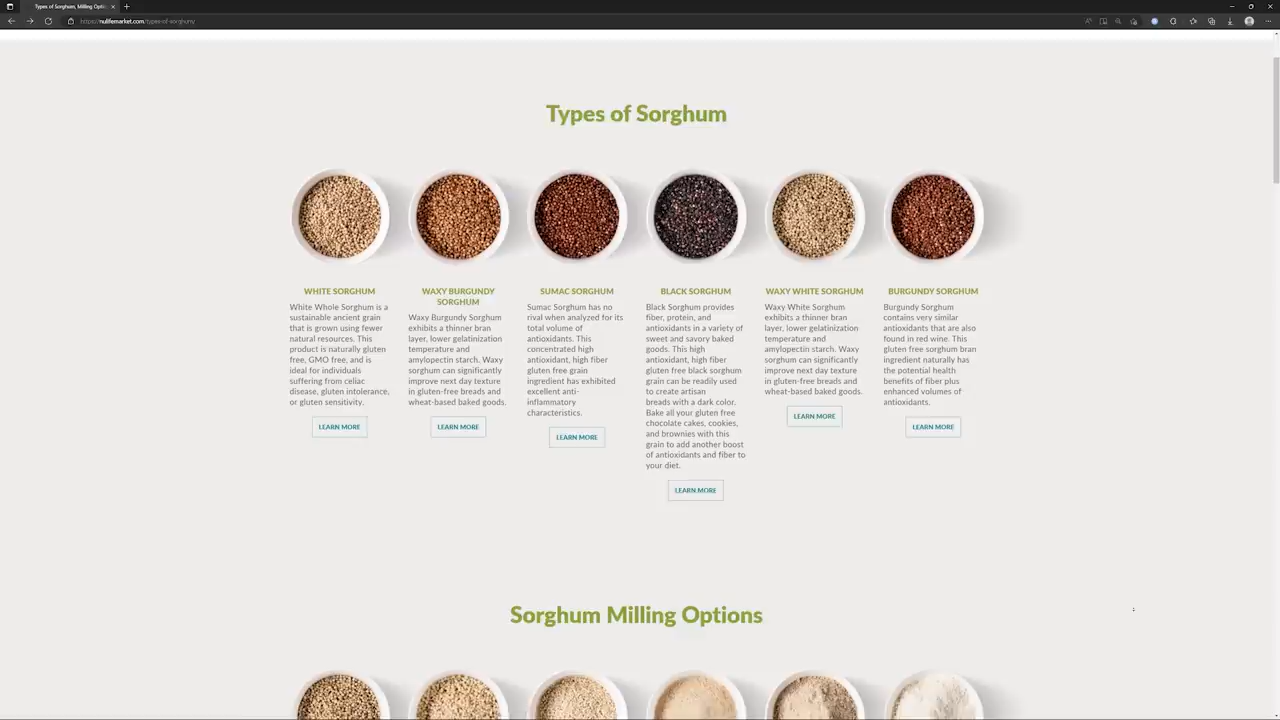 Types of Sorghum, Milling Optio
https://nulifemarket.com/types-of-sorghum/
Types of Sorghum
WHITE SORGHUM
White Whole Sorghum is a
sustainable ancient grain
that is grown using fewer
natural resources. This
product is naturally gluten
free, GMO free, and is
ideal for individuals
suffering from celiac
disease, gluten intolerance,
or gluten sensitivity.
LEARN MORE
WAXY BURGUNDY
SORGHUM
Waxy Burgundy Sorghum
exhibits a thinner bran
layer, lower gelatinization
temperature and
amylopectin starch. Waxy
sorghum can significantly
improve next day texture
in gluten-free breads and
wheat-based baked goods.
LEARN MORE
SUMAC SORGHUM
Sumac Sorghum has no
rival when analyzed for its
total volume of
antioxidants. This
concentrated high
antioxidant, high fiber
gluten free grain
ingredient has exhibited
excellent anti-
inflammatory
characteristics.
LEARN MORE
BLACK SORGHUM
Black Sorghum provides
fiber, protein, and
antioxidants in a variety of
sweet and savory baked
goods. This high
antioxidant, high fiber
gluten free black sorghum
grain can be readily used
to create artisan
breads with a dark color.
Bake all your gluten free
chocolate cakes, cookies,
and brownies with this
grain to add another boost
of antioxidants and fiber to
your diet.
LEARN MORE
WAXY WHITE SORGHUM
Waxy White Sorghum
exhibits a thinner bran
layer, lower gelatinization
temperature and
amylopectin starch. Waxy
sorghum can significantly
improve next day texture
in gluten-free breads and
wheat-based baked goods.
LEARN MORE
BURGUNDY SORGHUM
Burgundy Sorghum
contains very similar
antioxidants that are also
found in red wine. This
gluten free sorghum bran
ingredient naturally has
the potential health
benefits of fiber plus
enhanced volumes of
antioxidants.
LEARN MORE
Sorghum Milling Options